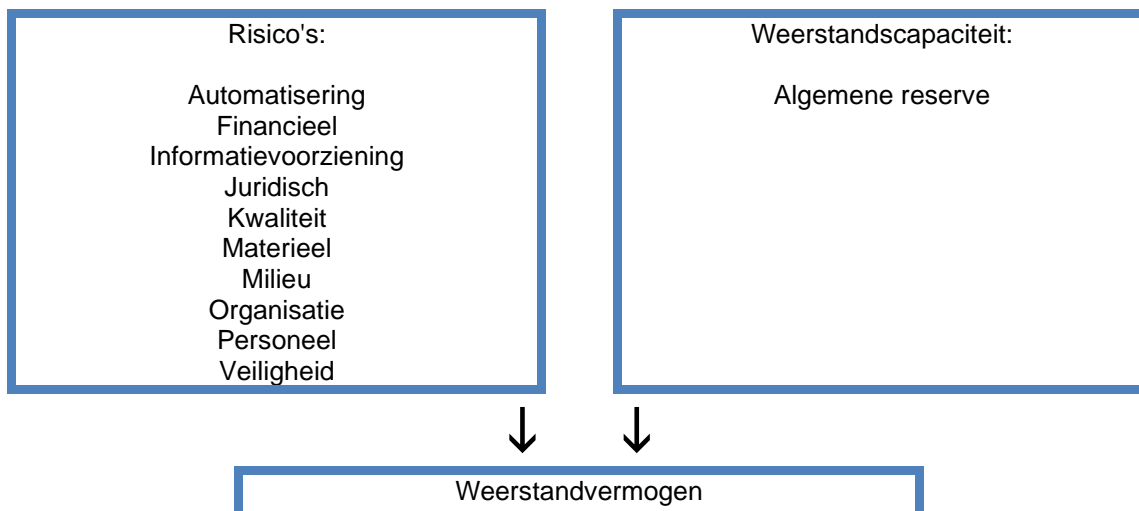 Risico's:
Automatisering
Financieel
Informatievoorziening
Juridisch
Kwaliteit
Materieel
Milieu
Organisatie
Personeel
Veiligheid
Weerstandscapaciteit:
Algemene reserve
↓ ↓
Weerstandvermogen